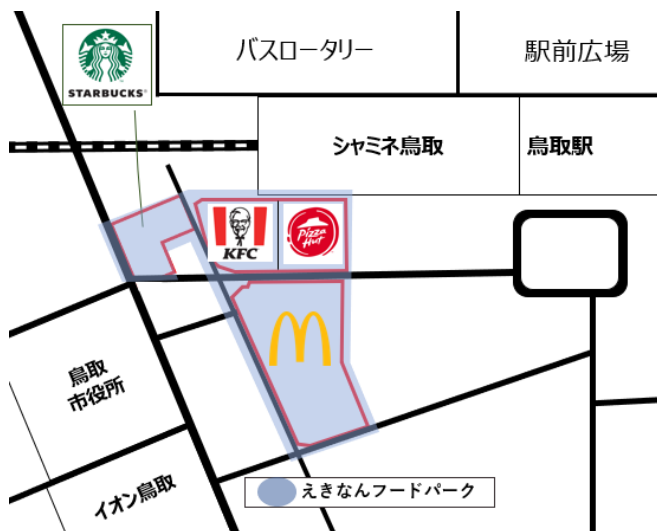 STARBUCKS®
バスロータリー
駅前広場
シャミネ鳥取
鳥取駅
KFC
Pizza
Hut
鳥取
市役所
イオン鳥取
えきなんフードパーク